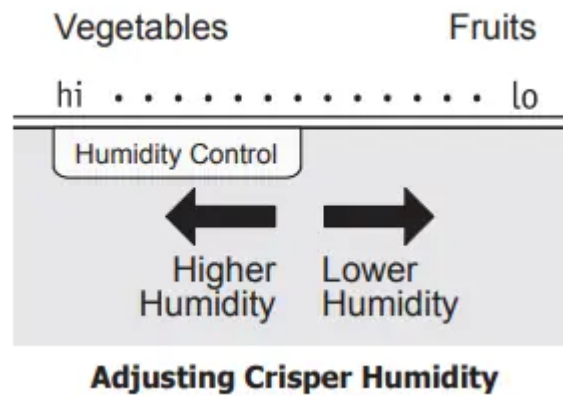 Vegetables Fruits
hi . . . . . . . . . . . . . lo
Humidity Control
Higher Lower
Humidity Humidity
Adjusting Crisper Humidity